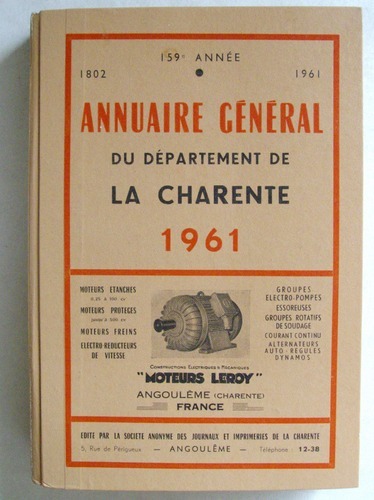 159e ANNÉE
1802 • 1961
ANNUAIRE GÉNÉRAL
DU DÉPARTEMENT DE
LA CHARENTE
1961
MOTEURS ETANCHES
MOTEURS PROTEGES
MOTEURS FREINS
ELECTRO-REDUCTEURS
DE VITESSE
GROUPES
ELECTRO-POMPES
ESSOREUSES
GROUPES ROTATIFS
DE SOUDAGE
COURANT CONTINU
ALTERNATEURS
AUTO-REGULES
DYNAMOS
CONSTRUCTIONS ELECTRIQUES & MECANIQUES
"MOTEURS LEROY"
ANGOULÊME (CHARENTE)
FRANCE
EDITE PAR LA SOCIETE ANONYME DES JOURNAUX ET IMPRIMERIES DE LA CHARENTE
5, Rue de Périgueux — ANGOULÊME — Téléphone : 12-38